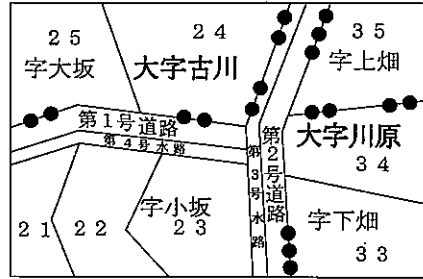 25
24
35
字大坂
大字古川
字上畑
第1号道路
第4号水路
第3号水路
第2号道路
大字川原
34
字小坂
字下畑
21
22
23
33